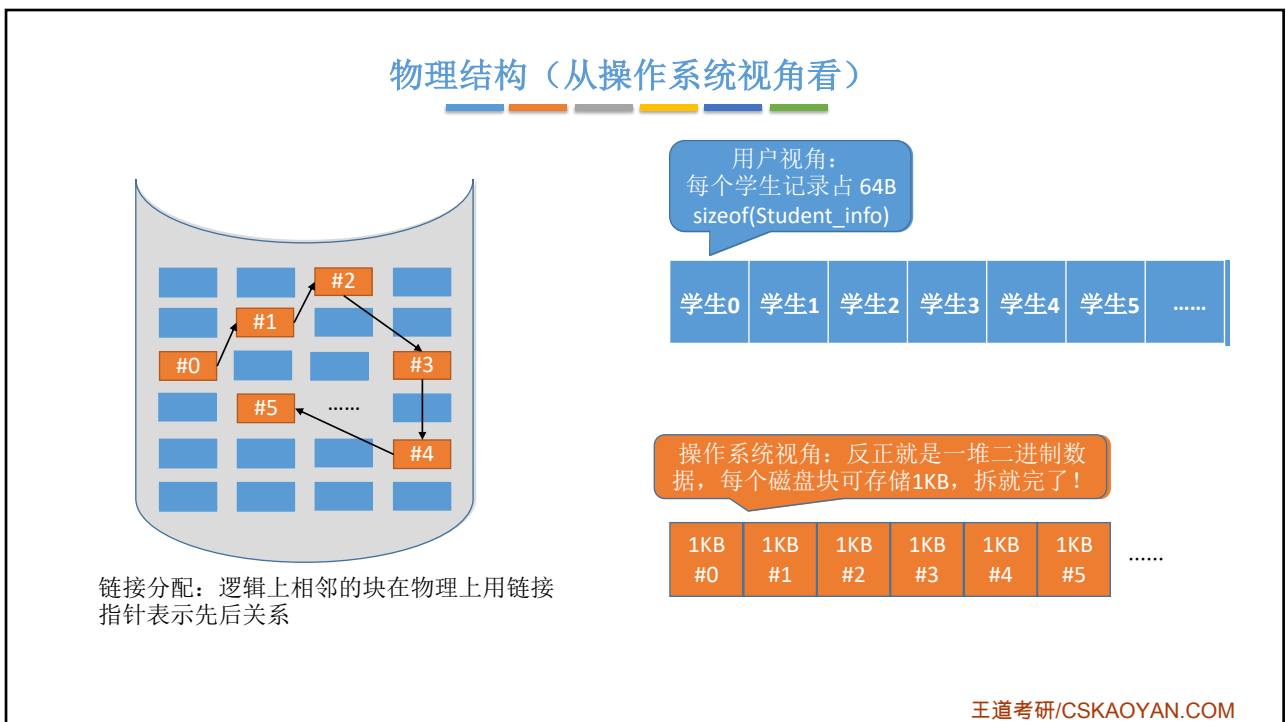 物理结构（从操作系统视角看）
用户视角：
每个学生记录占 64B
sizeof(Student_info)
学生0 学生1 学生2 学生3 学生4 学生5 ……
#2
#1
#0
#3
#5 ……
#4
操作系统视角：反正就是一堆二进制数
据，每个磁盘块可存储1KB，拆就完了！
1KB 1KB 1KB 1KB 1KB 1KB
#0 #1 #2 #3 #4 #5 ……
链接分配：逻辑上相邻的块在物理上用链接
指针表示先后关系
王道考研/CSKAOYAN.COM